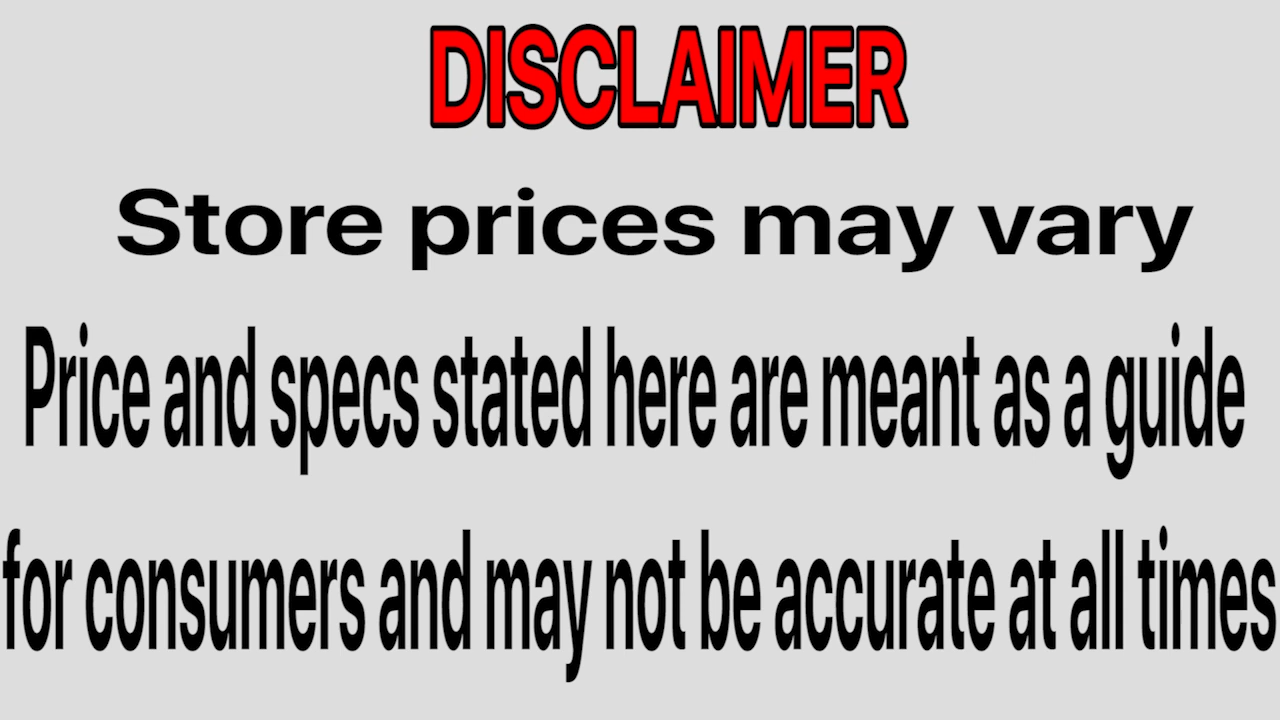 DISCLAIMER
Store prices may vary
Price and specs stated here are meant as a guide
for consumers and may not be accurate at all times